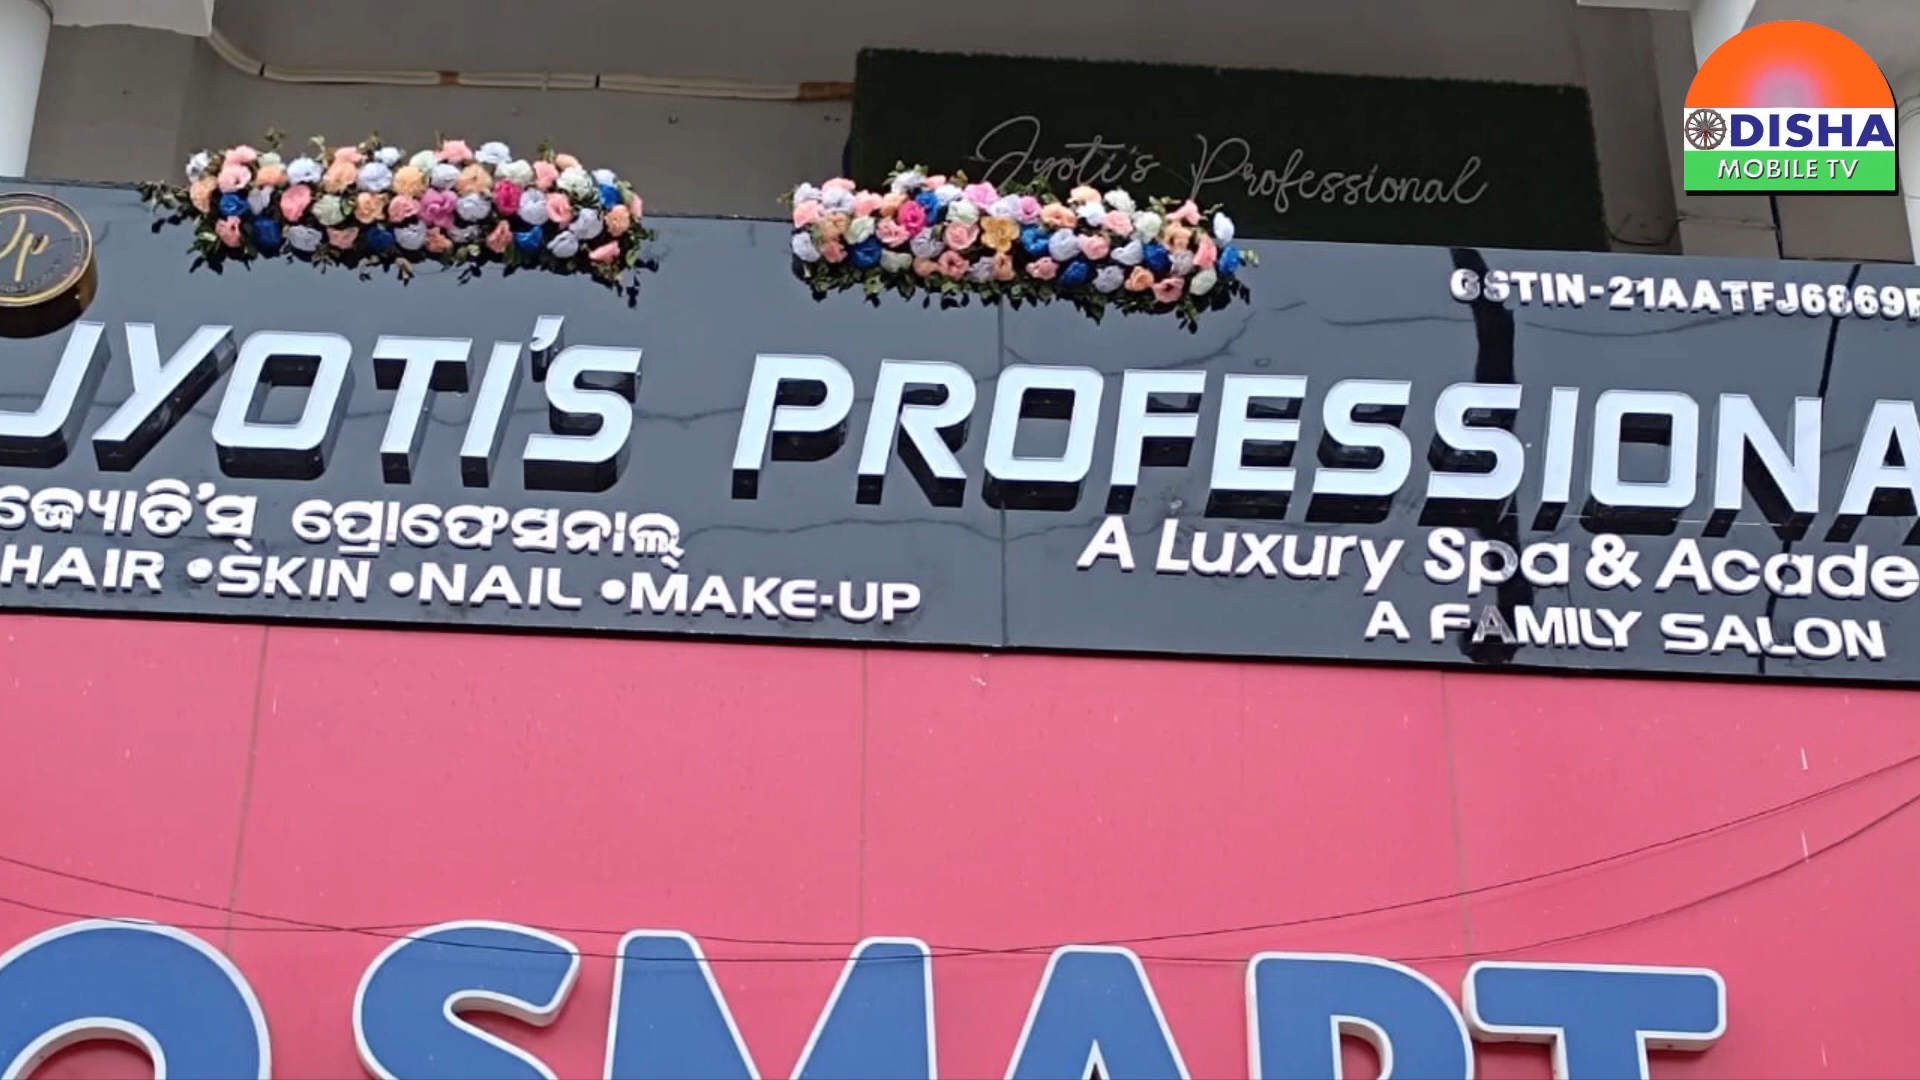 Jyoti's Professional
ODISHA
MOBILE TV
Jp
GSTIN-21AATFJ6869
JYOTI'S PROFESSIONA
ଜ୍ୟୋତି'ସ୍ ପ୍ରୋଫେସନାଲ୍
A Luxury Spa & Acade
HAIR •SKIN •NAIL •MAKE-UP
A FAMILY SALON
SMART